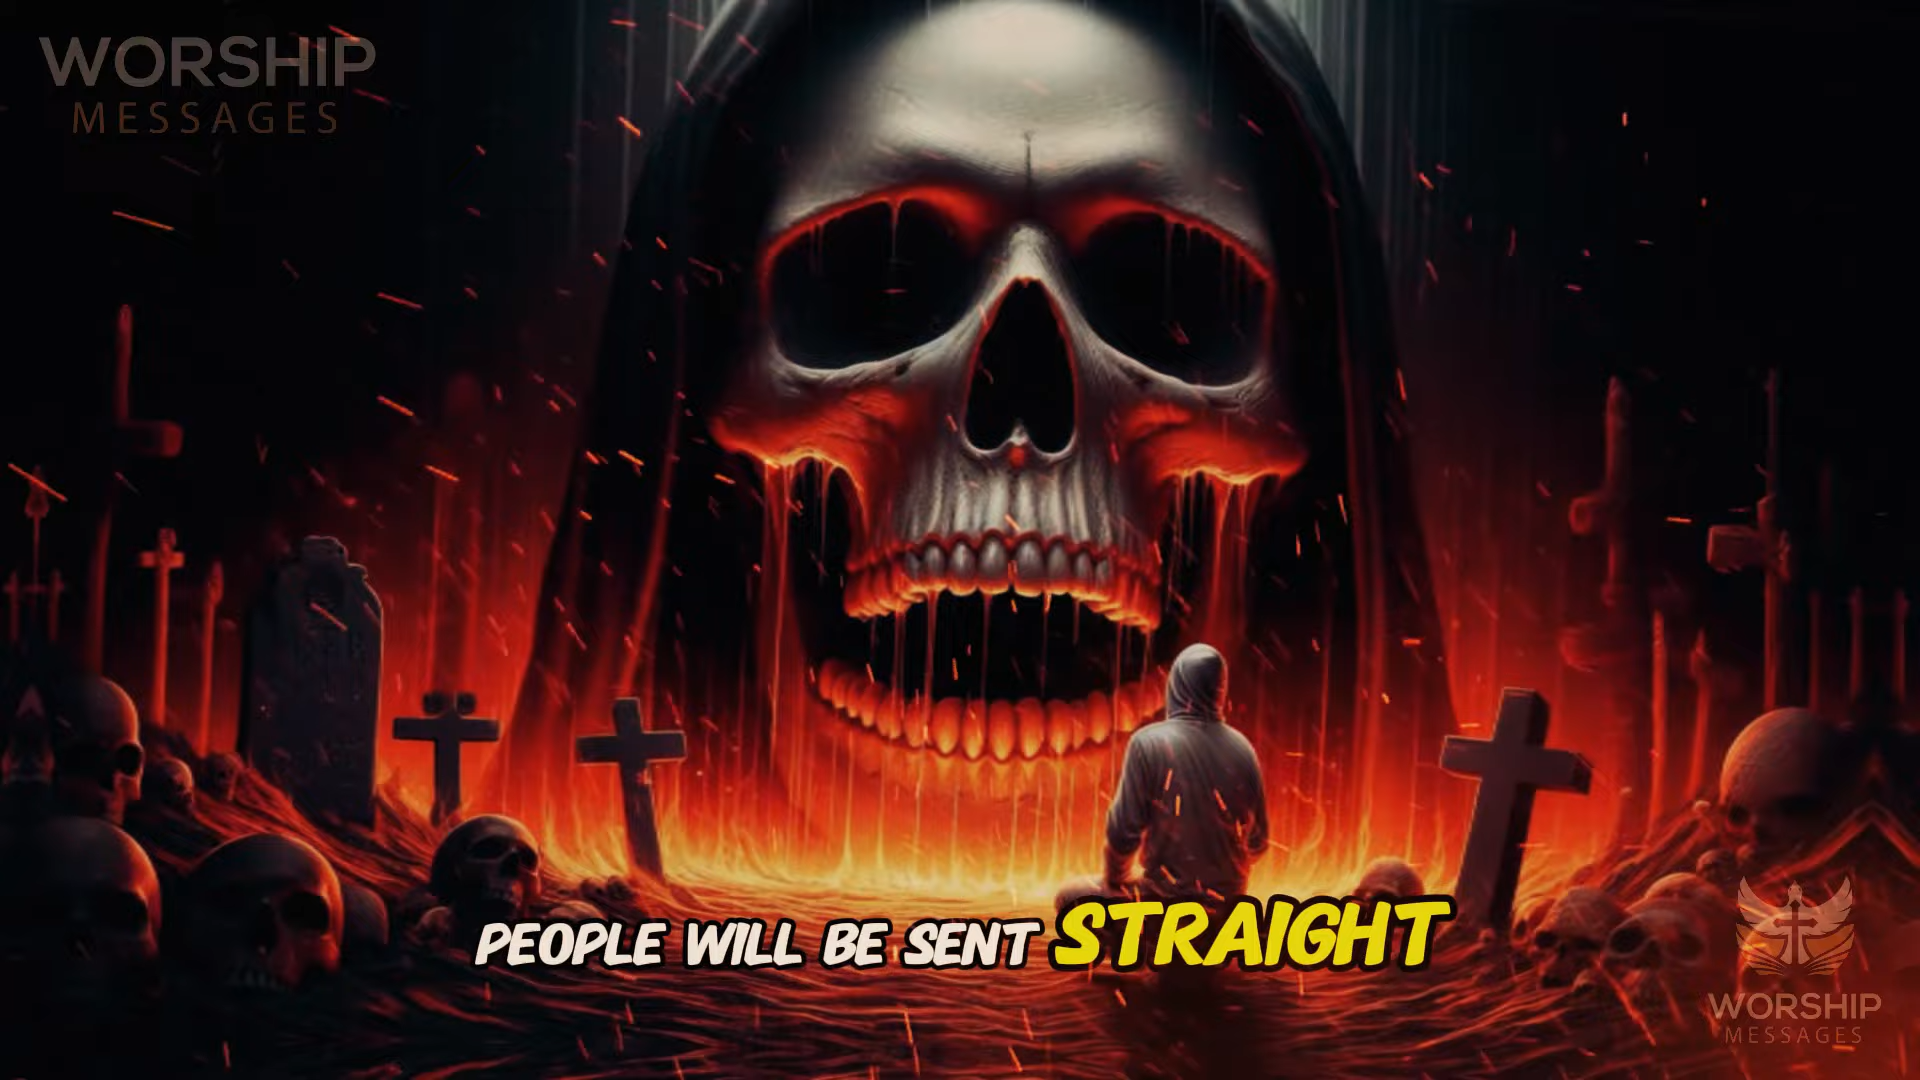 WORSHIP
MESSAGES
PEOPLE WILL BE SENT STRAIGHT
WORSHIP
MESSAGES